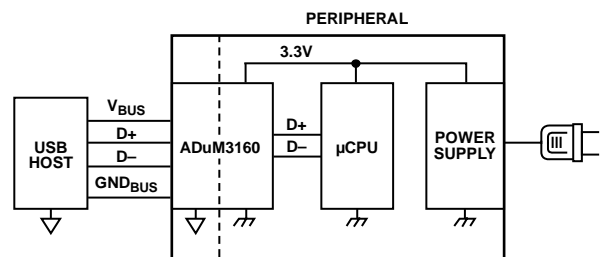 PERIPHERAL
3.3V
VBUS
D+
D–
GNDBUS
USB
HOST
ADuM3160
D+
D–
µCPU
POWER
SUPPLY